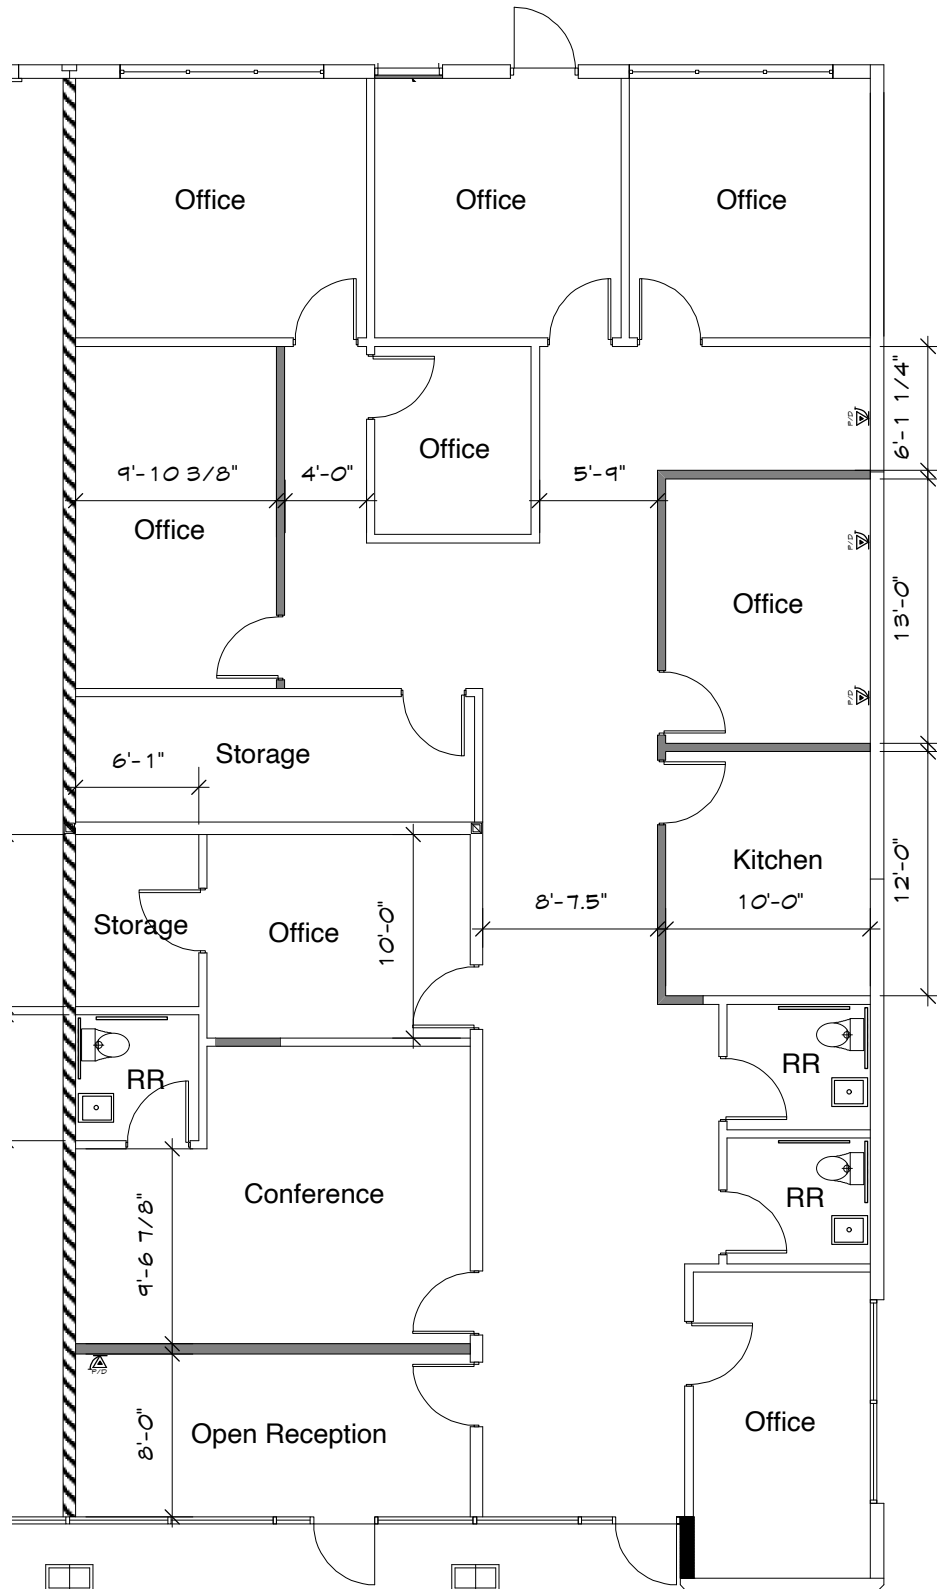 Office
Office
Office
6'-1 1/4"
P/D
Office
9'-10 3/8"
4'-0"
5'-9"
Office
P/D
Office
13'-0"
P/D
Storage
6'-1"
Kitchen
12'-0"
8'-7.5"
10'-0"
Storage
Office
10'-0"
RR
RR
Conference
RR
9'-6 7/8"
P/D
Open Reception
8'-0"
Office